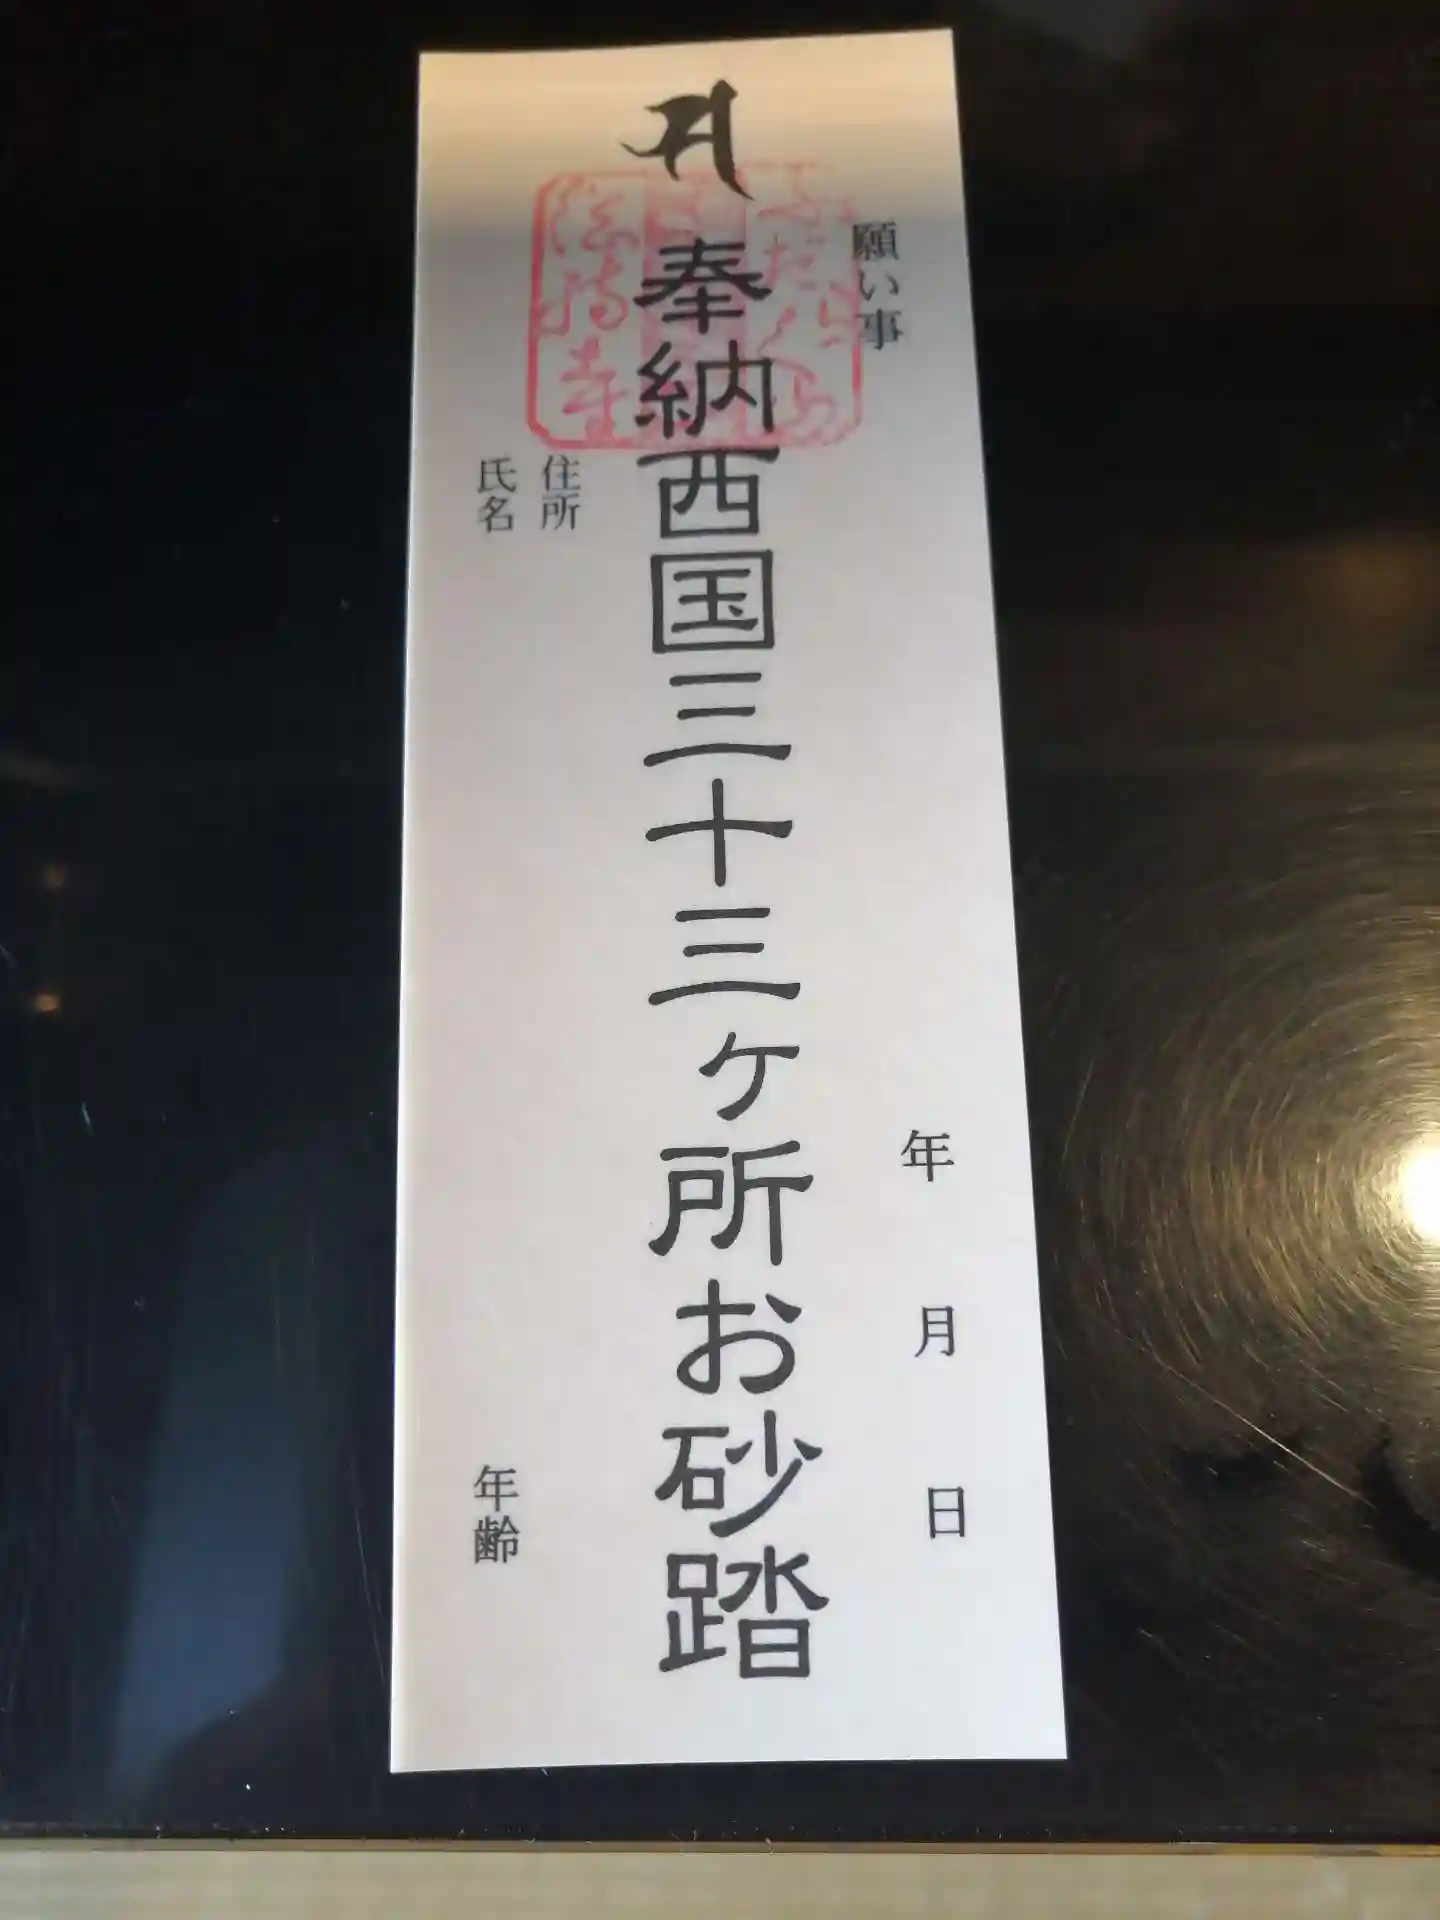 願い事
年 月 日
奉納西国三十三ケ所お砂踏
住所
氏名
年齢